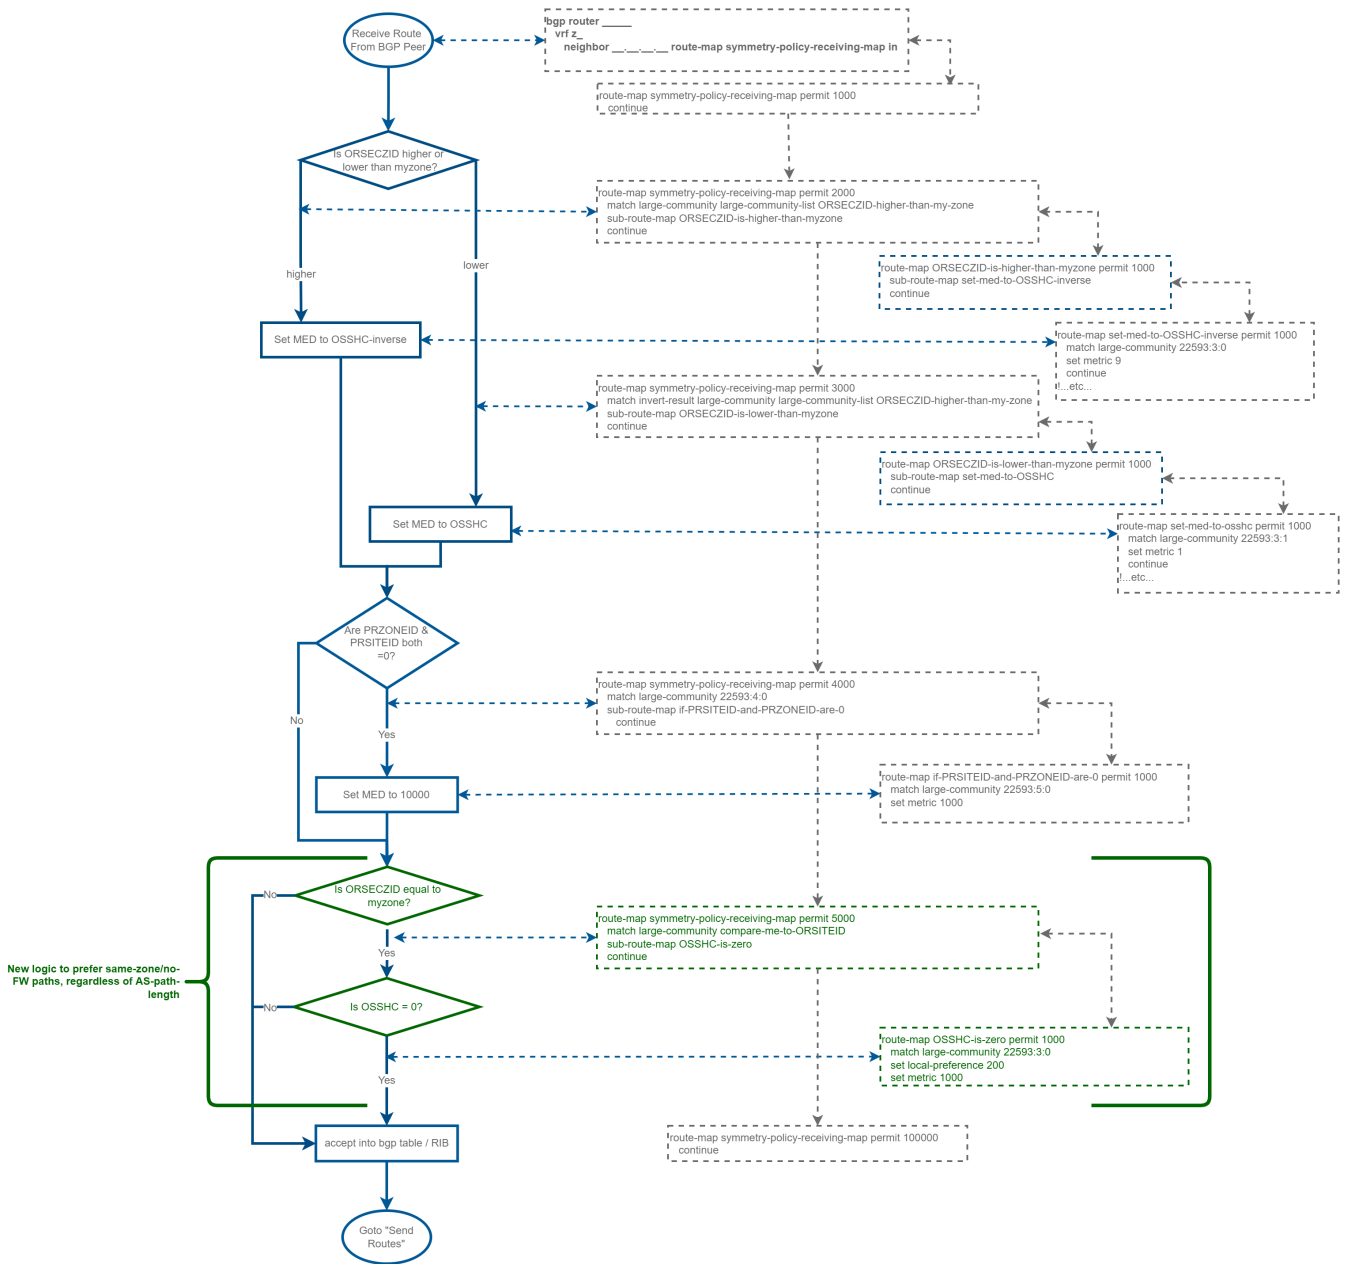 Receive Route
From BGP Peer
bgp router _____
vrf z_
neighbor __.__.__.__ route-map symmetry-policy-receiving-map in
route-map symmetry-policy-receiving-map permit 1000
continue
Is ORSECZID higher or
lower than myzone?
route-map symmetry-policy-receiving-map permit 2000
match large-community large-community-list ORSECZID-higher-than-my-zone
sub-route-map ORSECZID-is-higher-than-myzone
continue
higher
lower
route-map ORSECZID-is-higher-than-myzone permit 1000
sub-route-map set-med-to-OSSHC-inverse
continue
Set MED to OSSHC-inverse
route-map set-med-to-OSSHC-inverse permit 1000
match large-community 22593:3:0
set metric 9
continue
!...etc...
route-map symmetry-policy-receiving-map permit 3000
match invert-result large-community large-community-list ORSECZID-higher-than-my-zone
sub-route-map ORSECZID-is-lower-than-myzone
continue
route-map ORSECZID-is-lower-than-myzone permit 1000
sub-route-map set-med-to-OSSHC
continue
Set MED to OSSHC
route-map set-med-to-osshc permit 1000
match large-community 22593:3:1
set metric 1
continue
!...etc...
Are PRZONEID &
PRSITEID both
=0?
No
Yes
route-map symmetry-policy-receiving-map permit 4000
match large-community 22593:4:0
sub-route-map if-PRSITEID-and-PRZONEID-are-0
continue
Set MED to 10000
route-map if-PRSITEID-and-PRZONEID-are-0 permit 1000
match large-community 22593:5:0
set metric 1000
Is ORSECZID equal to
myzone?
No
Yes
route-map symmetry-policy-receiving-map permit 5000
match large-community compare-me-to-ORSITEID
sub-route-map OSSHC-is-zero
continue
New logic to prefer same-zone/no-
FW paths, regardless of AS-path-
length
Is OSSHC = 0?
No
Yes
route-map OSSHC-is-zero permit 1000
match large-community 22593:3:0
set local-preference 200
set metric 1000
accept into bgp table / RIB
route-map symmetry-policy-receiving-map permit 100000
continue
Goto "Send
Routes"